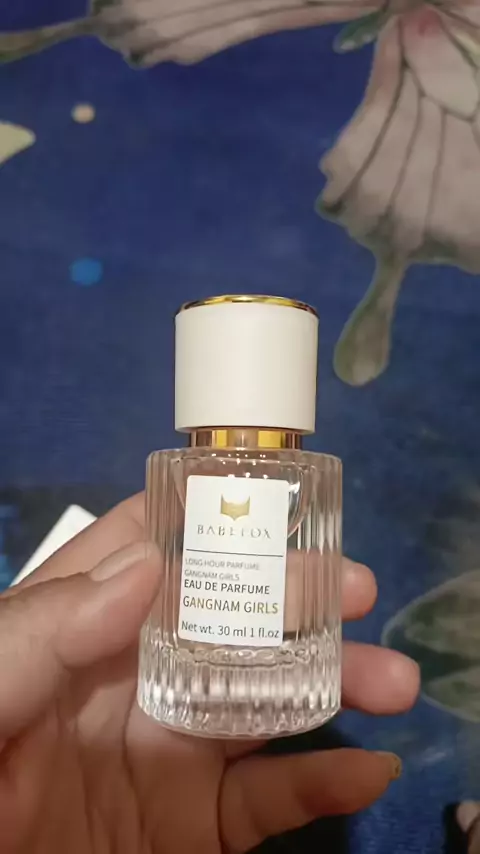 BABEFOX
LONG HOUR PARFUME
GANGNAM GIRLS
EAU DE PARFUME
GANGNAM GIRLS
Net wt. 30 ml 1 fl.oz